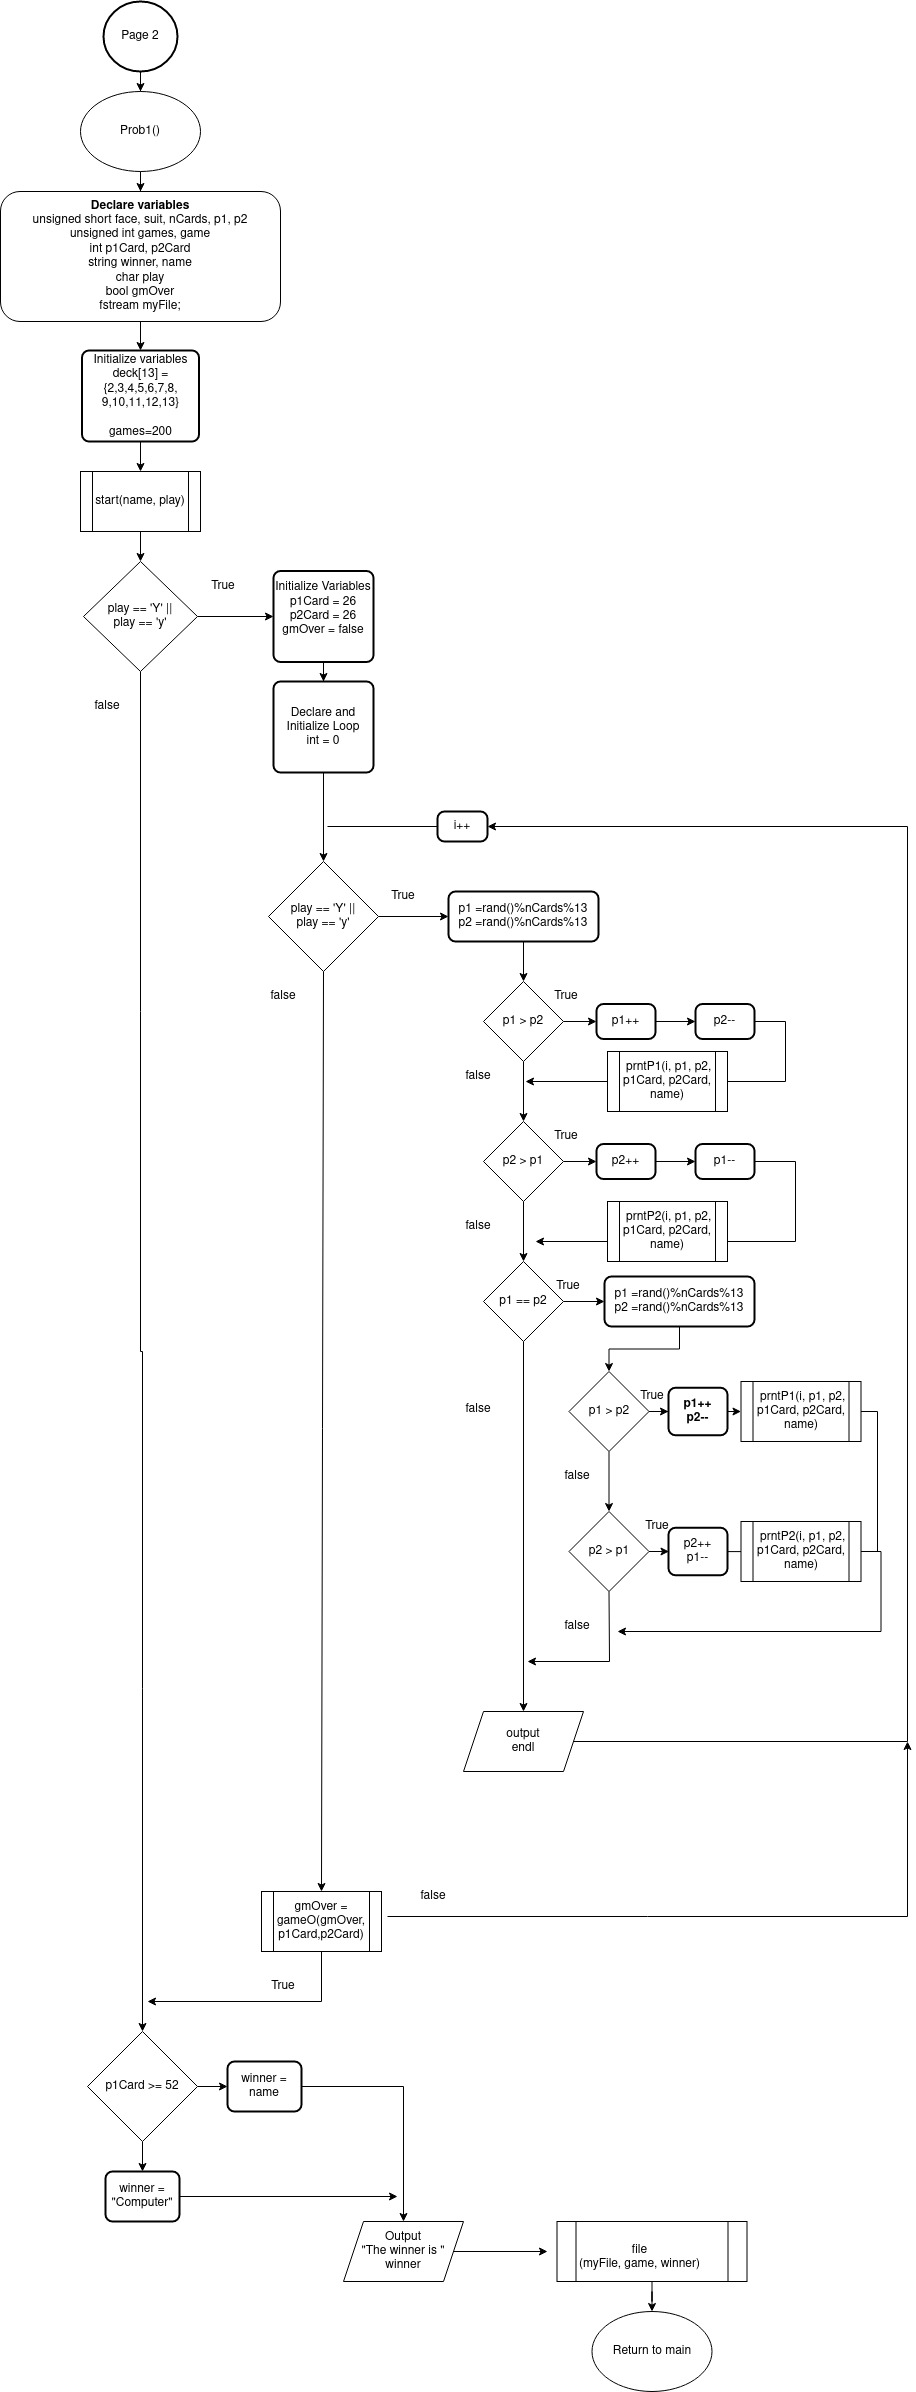 Page 2
Prob1()
Declare variables
unsigned short face, suit, nCards, p1, p2
unsigned int games, game
int p1Card, p2Card
string winner, name
char play
bool gmOver
fstream myFile;
Initialize variables
deck[13] =
{2,3,4,5,6,7,8,
9,10,11,12,13}
games=200
start(name, play)
play == 'Y' ||
play == 'y'
True
false
Initialize Variables
p1Card = 26
p2Card = 26
gmOver = false
Declare and
Initialize Loop
int = 0
i++
play == 'Y' ||
play == 'y'
True
false
p1 =rand()%nCards%13
p2 =rand()%nCards%13
p1 > p2
True
p1++
p2--
false
prntP1(i, p1, p2,
p1Card, p2Card,
name)
p2 > p1
True
p2++
p1--
false
prntP2(i, p1, p2,
p1Card, p2Card,
name)
p1 == p2
True
p1 =rand()%nCards%13
p2 =rand()%nCards%13
false
p1 > p2
True
p1++
p2--
prntP1(i, p1, p2,
p1Card, p2Card,
name)
false
p2 > p1
True
p2++
p1--
prntP2(i, p1, p2,
p1Card, p2Card,
name)
false
output
endl
gmOver =
gameO(gmOver,
p1Card,p2Card)
false
True
p1Card >= 52
winner =
name
winner =
"Computer"
Output
"The winner is "
winner
file
(myFile, game, winner)
Return to main